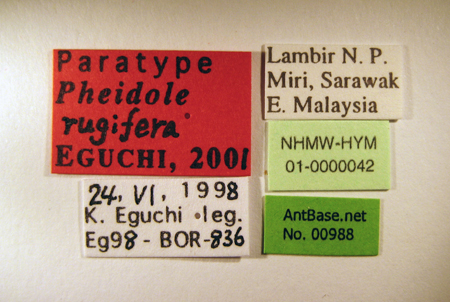 Paratype
Pheidole
rugifera
EGUCHI, 2001
24. VI, 1998
K. Eguchi leg.
Eg98 - BOR-836
Lambir N. P.
Miri, Sarawak
E. Malaysia
NHMW-HYM
01-0000042
AntBase.net
No. 00988